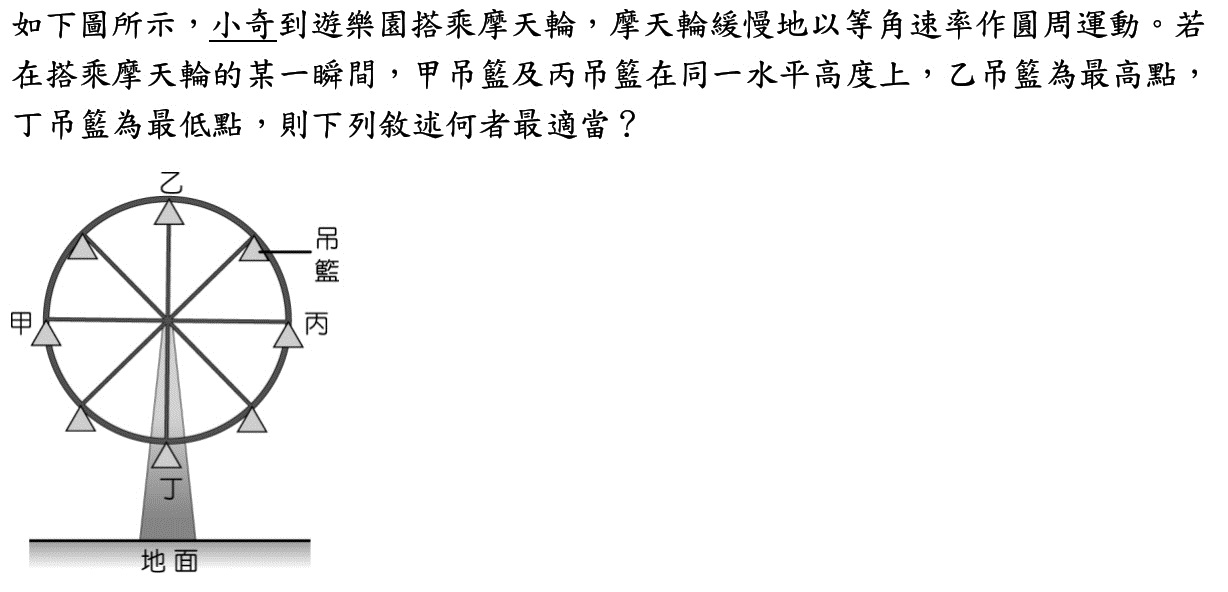 如下圖所示，小奇到遊樂園搭乘摩天輪，摩天輪緩慢地以等角速率作圓周運動。若
在搭乘摩天輪的某一瞬間，甲吊籃及丙吊籃在同一水平高度上，乙吊籃為最高點，
丁吊籃為最低點，則下列敘述何者最適當？
乙
吊
籃
甲
丙
丁
地面